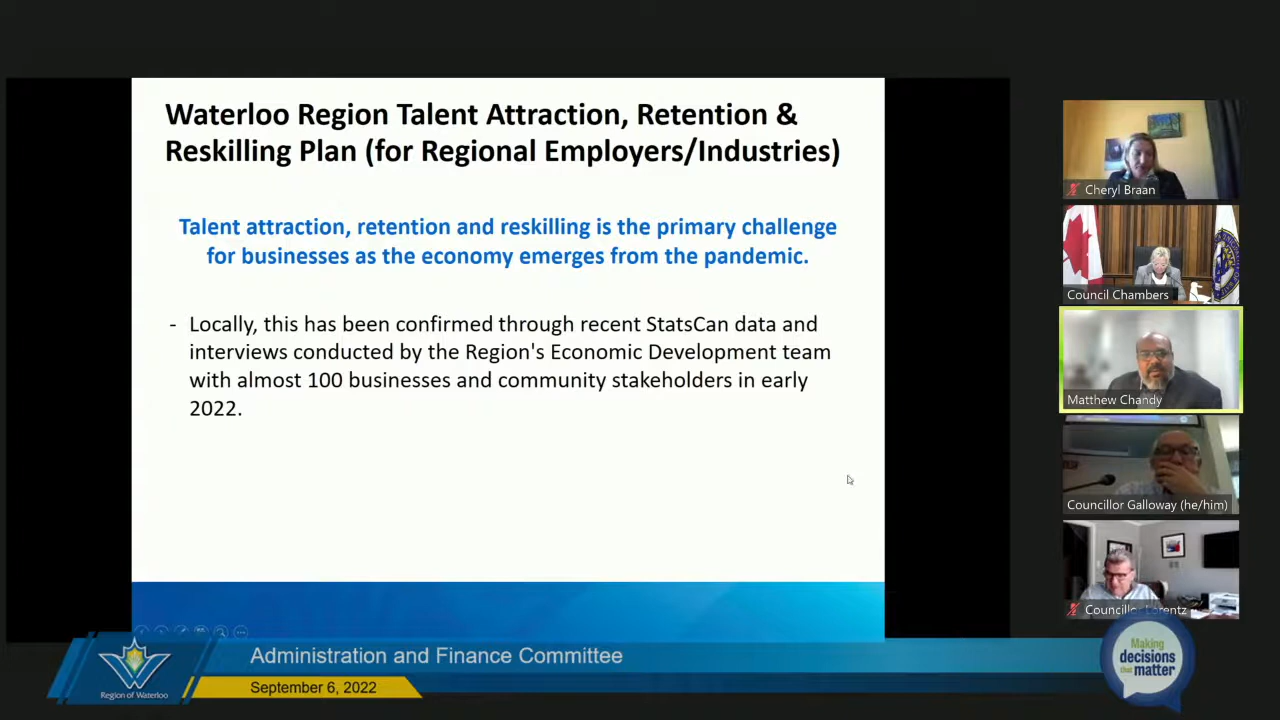 Waterloo Region Talent Attraction, Retention &
Reskilling Plan (for Regional Employers/Industries)
Talent attraction, retention and reskilling is the primary challenge
for businesses as the economy emerges from the pandemic.
- Locally, this has been confirmed through recent StatsCan data and
interviews conducted by the Region's Economic Development team
with almost 100 businesses and community stakeholders in early
2022.
Cheryl Braan
Council Chambers
Matthew Chandy
Councillor Galloway (he/him)
Councillor Lorentz
Region of Waterloo
Administration and Finance Committee
September 6, 2022
Making
decisions
that matter